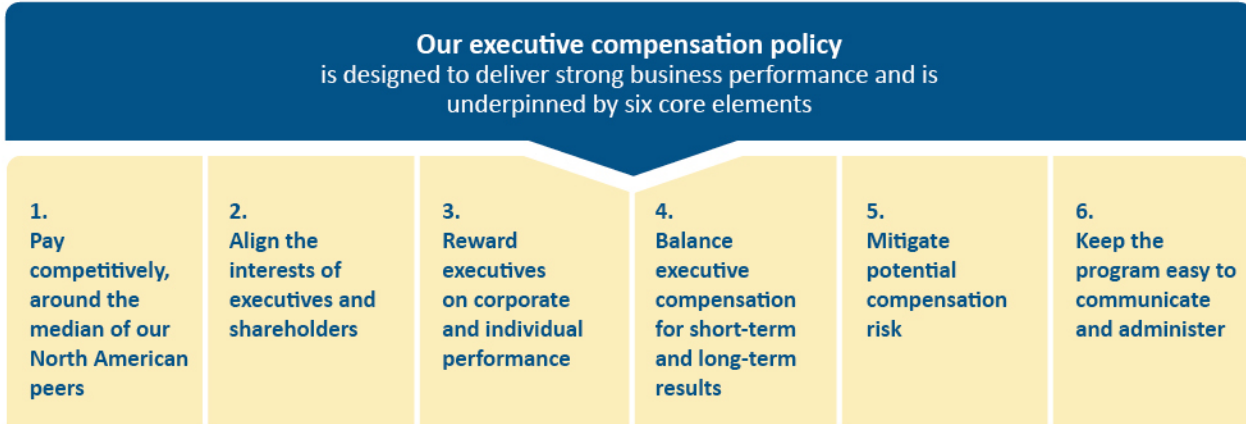 Our executive compensation policy
is designed to deliver strong business performance and is
underpinned by six core elements
1.
Pay
competitively,
around the
median of our
North American
peers
2.
Align the
interests of
executives and
shareholders
3.
Reward
executives
on corporate
and individual
performance
4.
Balance
executive
compensation
for short-term
and long-term
results
5.
Mitigate
potential
compensation
risk
6.
Keep the
program easy to
communicate
and administer